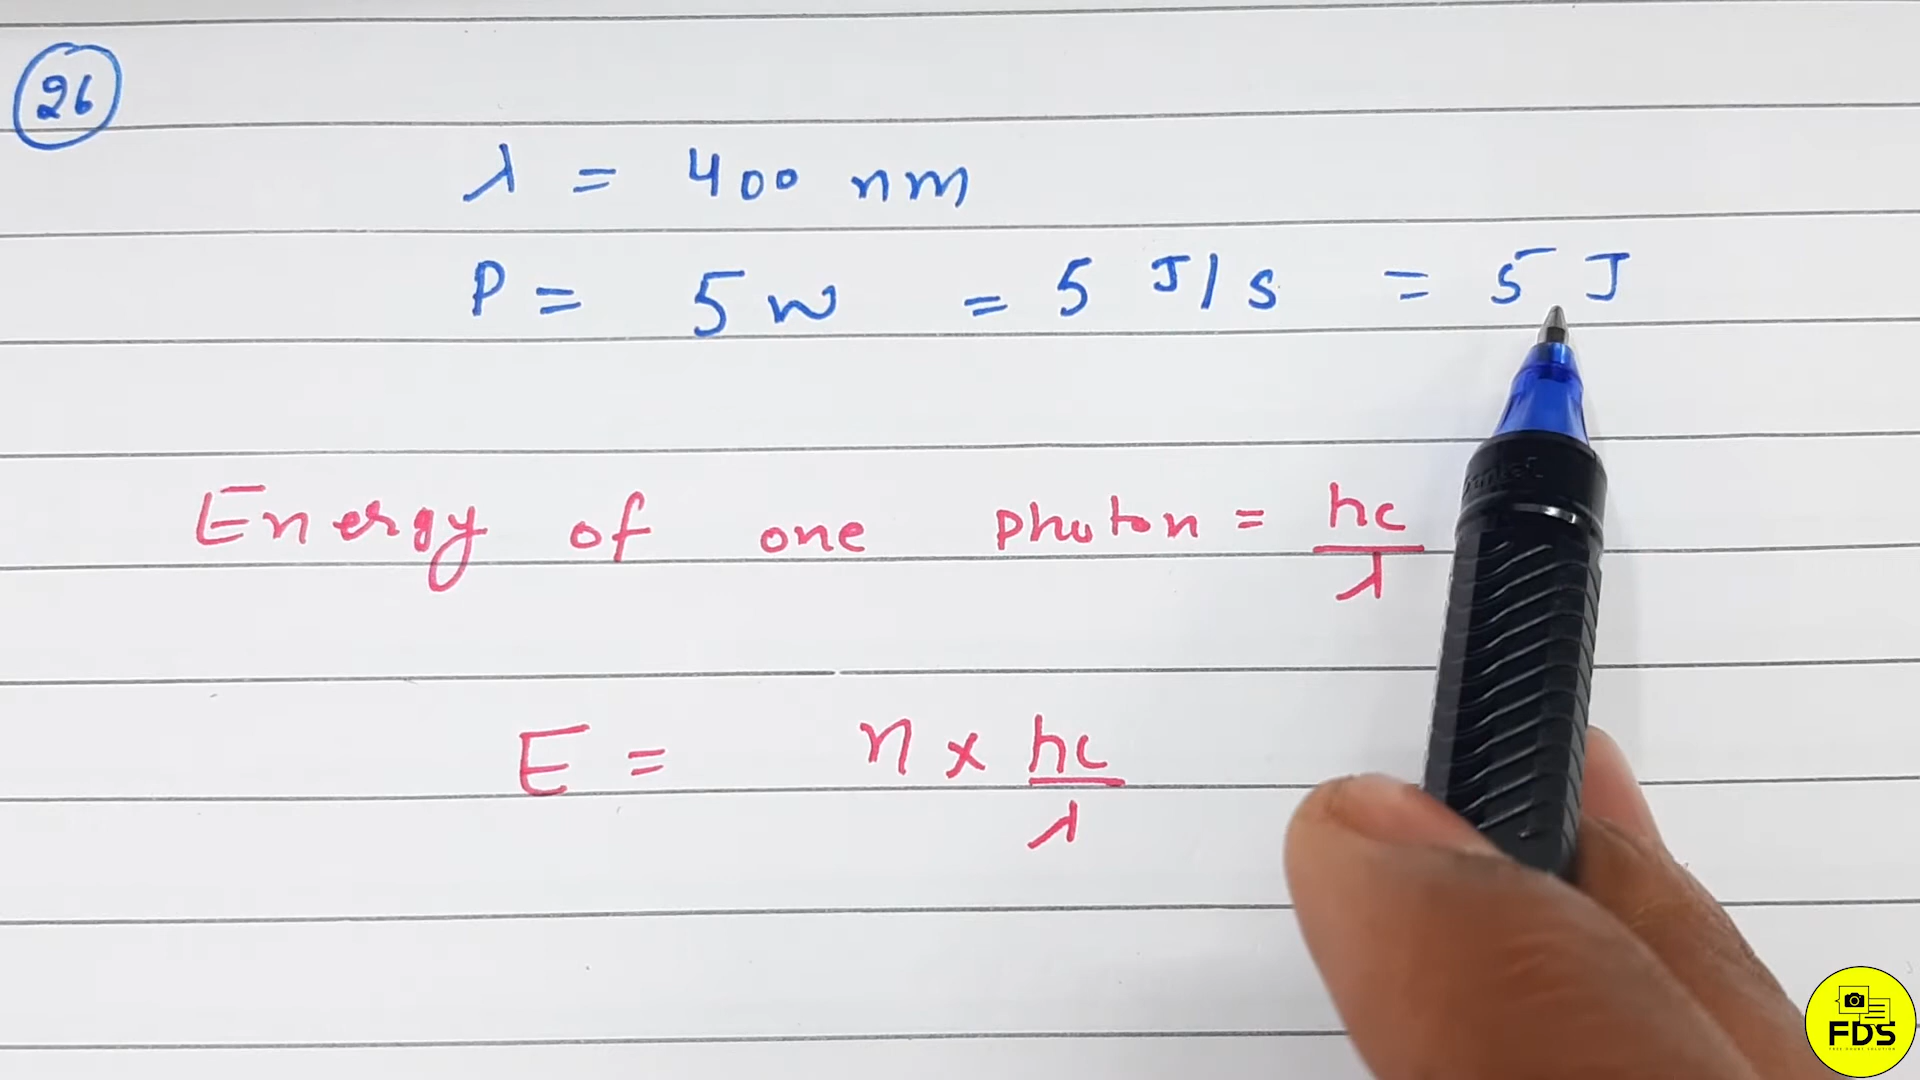 26
λ = 400 nm
P = 5 w = 5 J/s = 5 J
Energy of one photon = hc/λ
E = n × hc/λ
FDS